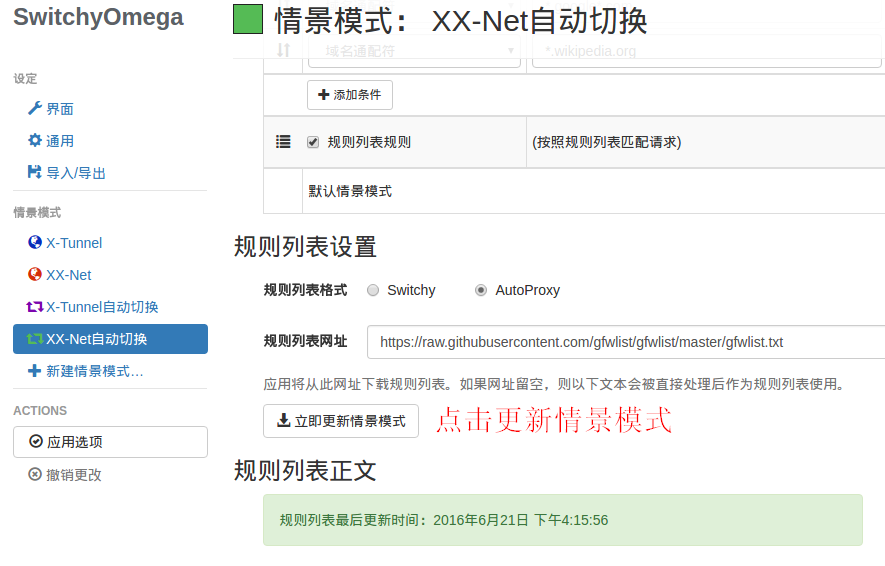 SwitchyOmega
设定
界面
通用
导入/导出
情景模式
X-Tunnel
XX-Net
X-Tunnel自动切换
XX-Net自动切换
新建情景模式…
ACTIONS
应用选项
撤销更改
情景模式： XX-Net自动切换
域名通配符 *.wikipedia.org
添加条件
规则列表规则 (按照规则列表匹配请求)
默认情景模式
规则列表设置
规则列表格式 Switchy AutoProxy
规则列表网址 https://raw.githubusercontent.com/gfwlist/gfwlist/master/gfwlist.txt
应用将从此网址下载规则列表。如果网址留空，则以下文本会被直接处理后作为规则列表使用。
立即更新情景模式 点击更新情景模式
规则列表正文
规则列表最后更新时间：2016年6月21日 下午4:15:56